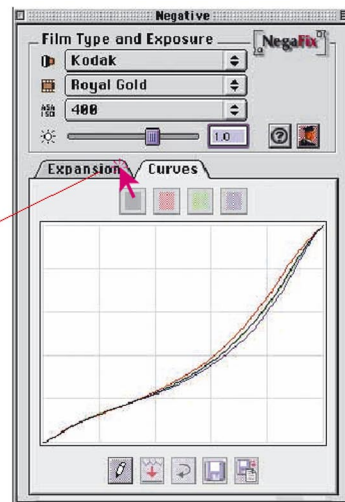 Negative
Film Type and Exposure
NegaFix
Kodak
Royal Gold
ASA
ISO
400
1.0
?
Expansion
Curves